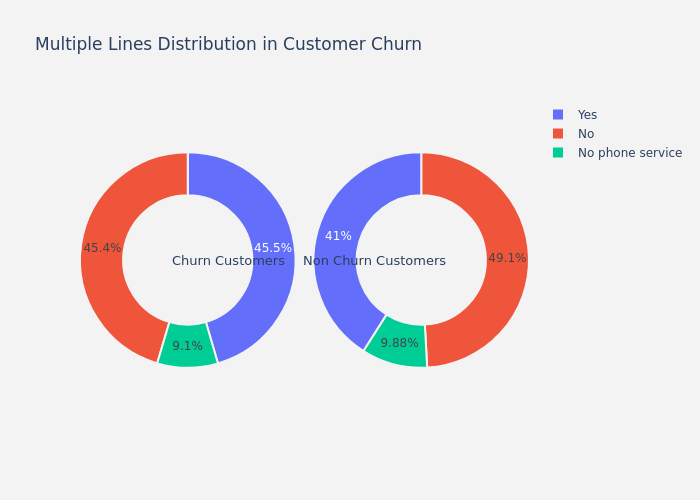 Multiple Lines Distribution in Customer Churn
Yes
No
No phone service
45.4%
45.5%
9.1%
Churn Customers
41%
49.1%
9.88%
Non Churn Customers